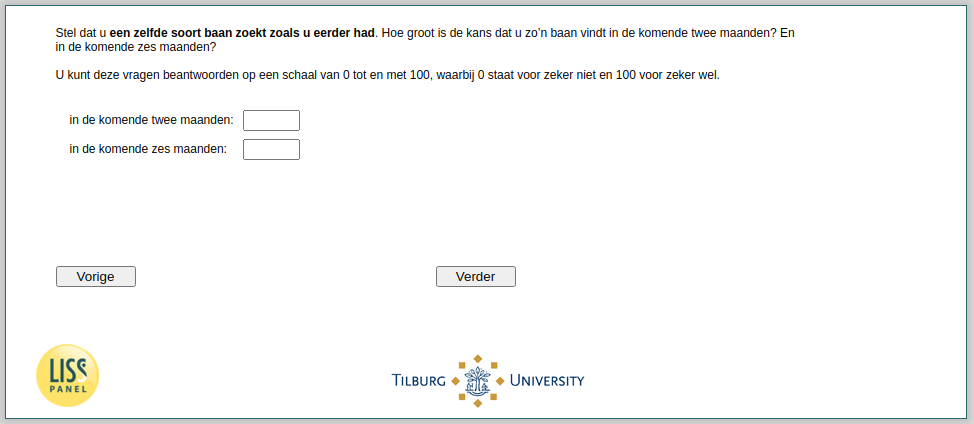 Stel dat u een zelfde soort baan zoekt zoals u eerder had. Hoe groot is de kans dat u zo’n baan vindt in de komende twee maanden? En
in de komende zes maanden?
U kunt deze vragen beantwoorden op een schaal van 0 tot en met 100, waarbij 0 staat voor zeker niet en 100 voor zeker wel.
in de komende twee maanden:
in de komende zes maanden:
Vorige
Verder
LISS
PANEL
TILBURG UNIVERSITY